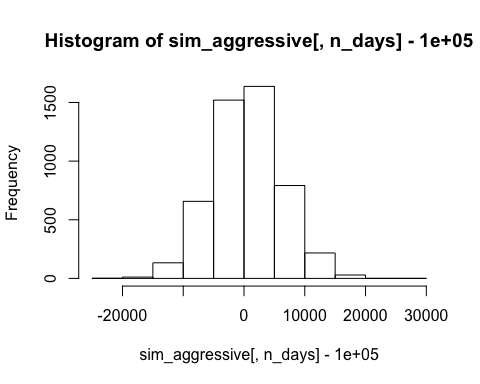 Histogram of sim_aggressive[, n_days] - 1e+05
Frequency
1500
1000
500
0
-20000 0 10000 20000 30000
sim_aggressive[, n_days] - 1e+05